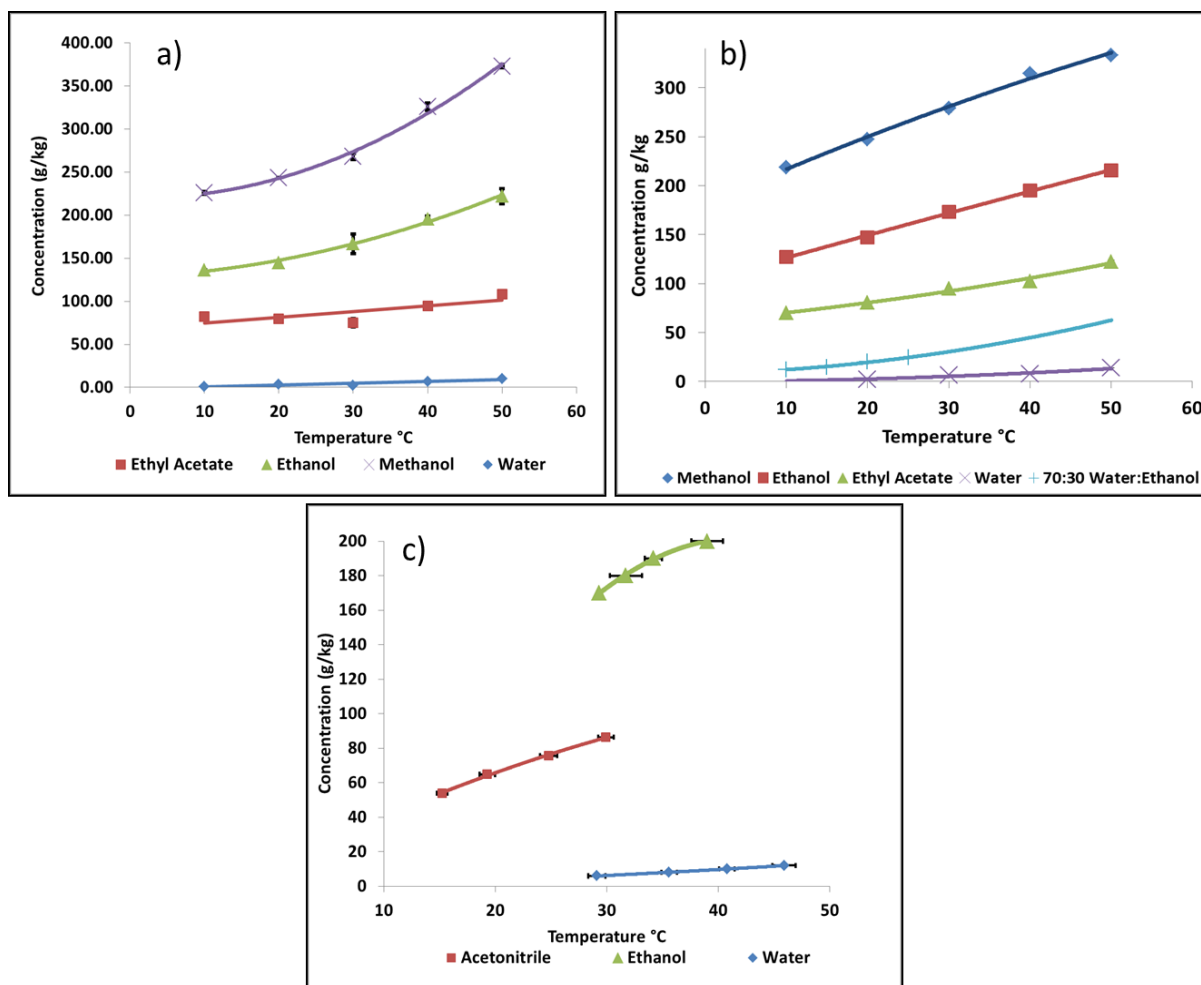 a)
400.00
350.00
300.00
250.00
200.00
150.00
100.00
50.00
0.00
Concentration (g/kg)
0 10 20 30 40 50 60
Temperature °C
Ethyl Acetate Ethanol Methanol Water
b)
300
250
200
150
100
50
0
Concentration g/kg
0 10 20 30 40 50 60
Temperature °C
Methanol Ethanol Ethyl Acetate Water 70:30 Water:Ethanol
c)
200
180
160
140
120
100
80
60
40
20
0
Concentration (g/kg)
10 20 30 40 50
Temperature °C
Acetonitrile Ethanol Water